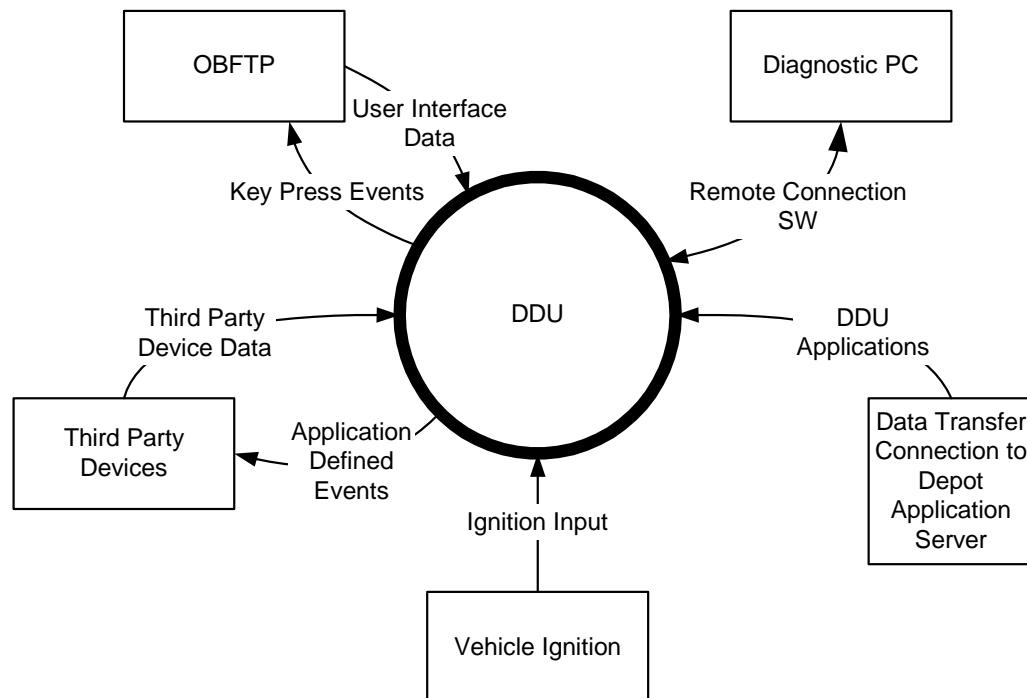 OBFTP
Diagnostic PC
User Interface
Data
Key Press Events
Remote Connection
SW
DDU
Third Party
Device Data
DDU
Applications
Third Party
Devices
Application
Defined
Events
Data Transfer
Connection to
Depot
Application
Server
Ignition Input
Vehicle Ignition